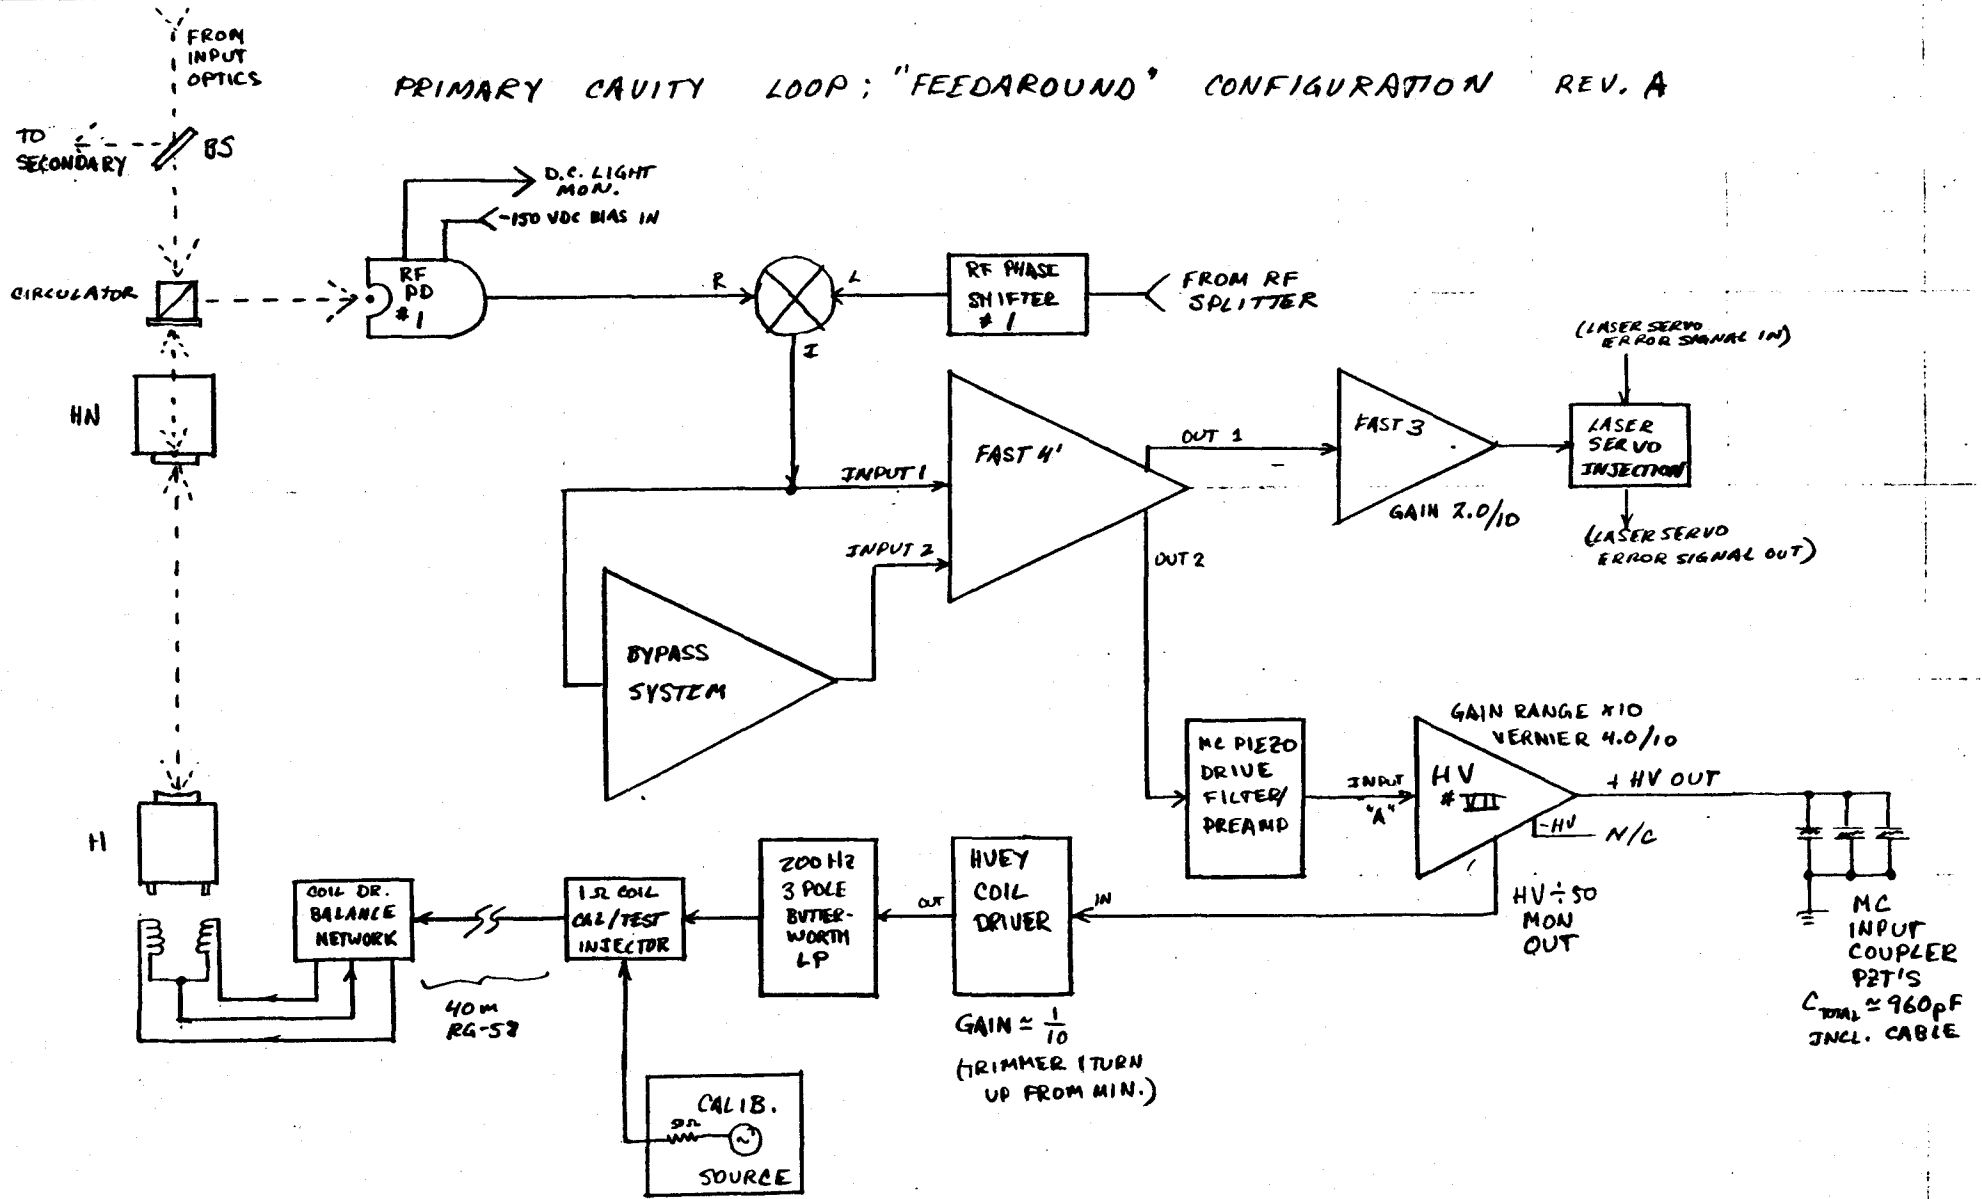 FROM
INPUT
OPTICS
PRIMARY CAVITY LOOP; "FEEDAROUND" CONFIGURATION REV. A
TO
SECONDARY
BS
D.C. LIGHT
MON.
-150 VDC BIAS IN
CIRCULATOR
RF
PD
#1
R
L
I
RF PHASE
SHIFTER
#1
FROM RF
SPLITTER
(LASER SERVO
ERROR SIGNAL IN)
HN
FAST 4'
OUT 1
FAST 3
LASER
SERVO
INJECTION
INPUT 1
GAIN 2.0/10
INPUT 2
OUT 2
(LASER SERVO
ERROR SIGNAL OUT)
BYPASS
SYSTEM
GAIN RANGE X10
VERNIER 4.0/10
MC PIEZO
DRIVE
FILTER/
PREAMP
INPUT
"A"
HV
# VII
+ HV OUT
-HV
N/C
H
COIL DR.
BALANCE
NETWORK
1Ω COIL
CAL/TEST
INJECTOR
200 HZ
3 POLE
BUTTER-
WORTH
LP
OUT
HUEY
COIL
DRIVER
IN
HV÷50
MON
OUT
MC
INPUT
COUPLER
PZT'S
C TOTAL ≃ 960pF
INCL. CABLE
40m
RG-58
GAIN ≃ 1/10
(TRIMMER 1 TURN
UP FROM MIN.)
CALIB.
50Ω
SOURCE